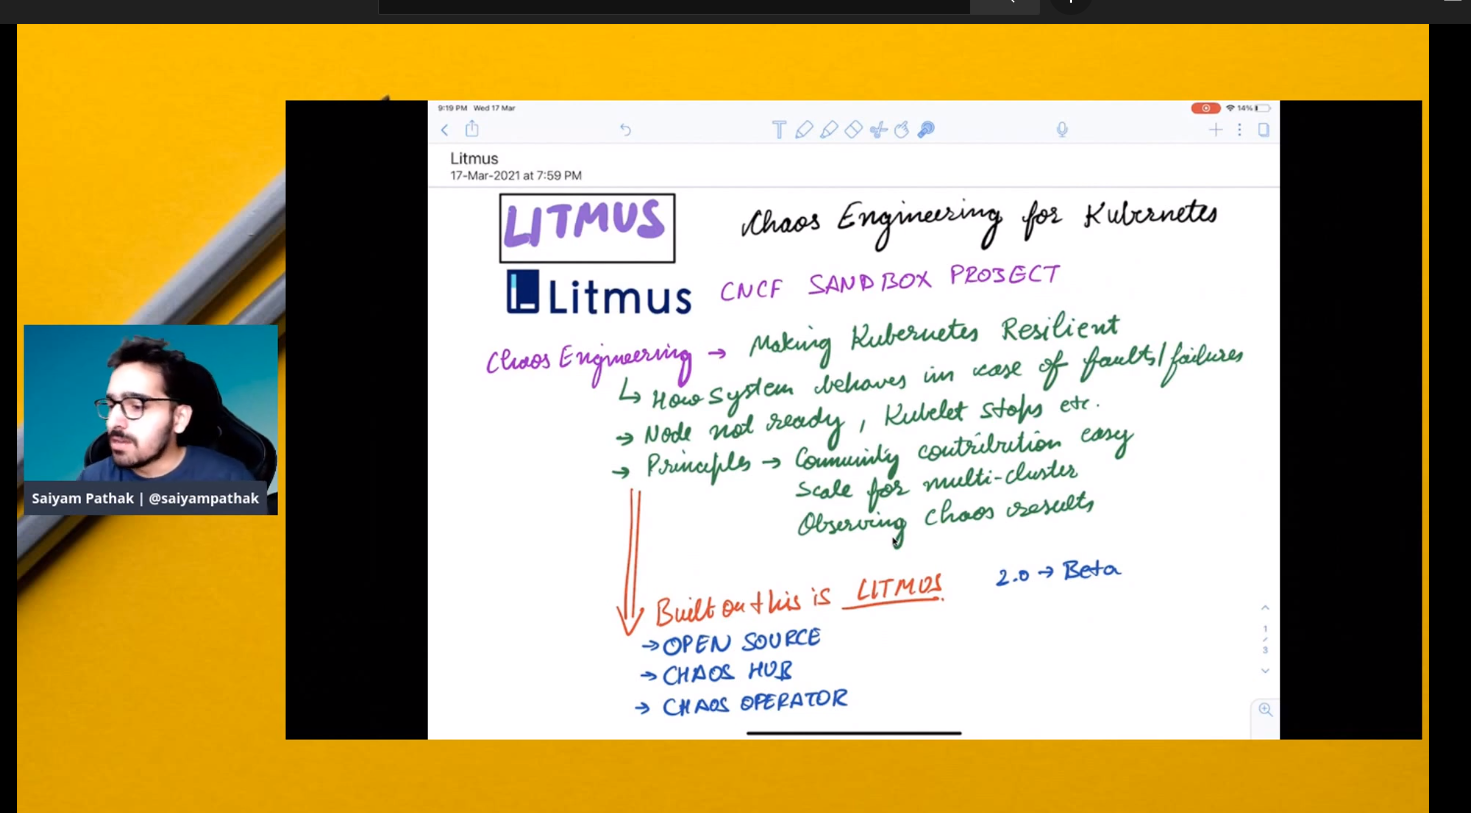 9:19 PM Wed 17 Mar
14%
Litmus
17-Mar-2021 at 7:59 PM
LITMUS
Chaos Engineering for Kubernetes
Litmus
CNCF SANDBOX PROJECT
Chaos Engineering → Making Kubernetes Resilient
↳ How System behaves in case of faults/failures
→ Node not ready, Kubelet stops etc.
→ Principles → Community contribution easy
Scale for multi-cluster
Observing chaos results
Saiyam Pathak | @saiyampathak
2.0 → Beta
Built on this is LITMUS.
→ OPEN SOURCE
→ CHAOS HUB
→ CHAOS OPERATOR
1
/
3